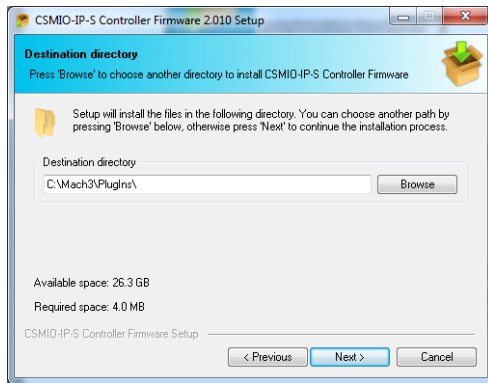 CSMIO-IP-S Controller Firmware 2.010 Setup
Destination directory
Press 'Browse' to choose another directory to install CSMIO-IP-S Controller Firmware
Setup will install the files in the following directory. You can choose another path by
pressing 'Browse' below, otherwise press 'Next' to continue the installation process.
Destination directory
C:\Mach3\PlugIns\
Browse
Available space: 26.3 GB
Required space: 4.0 MB
CSMIO-IP-S Controller Firmware Setup
< Previous
Next >
Cancel